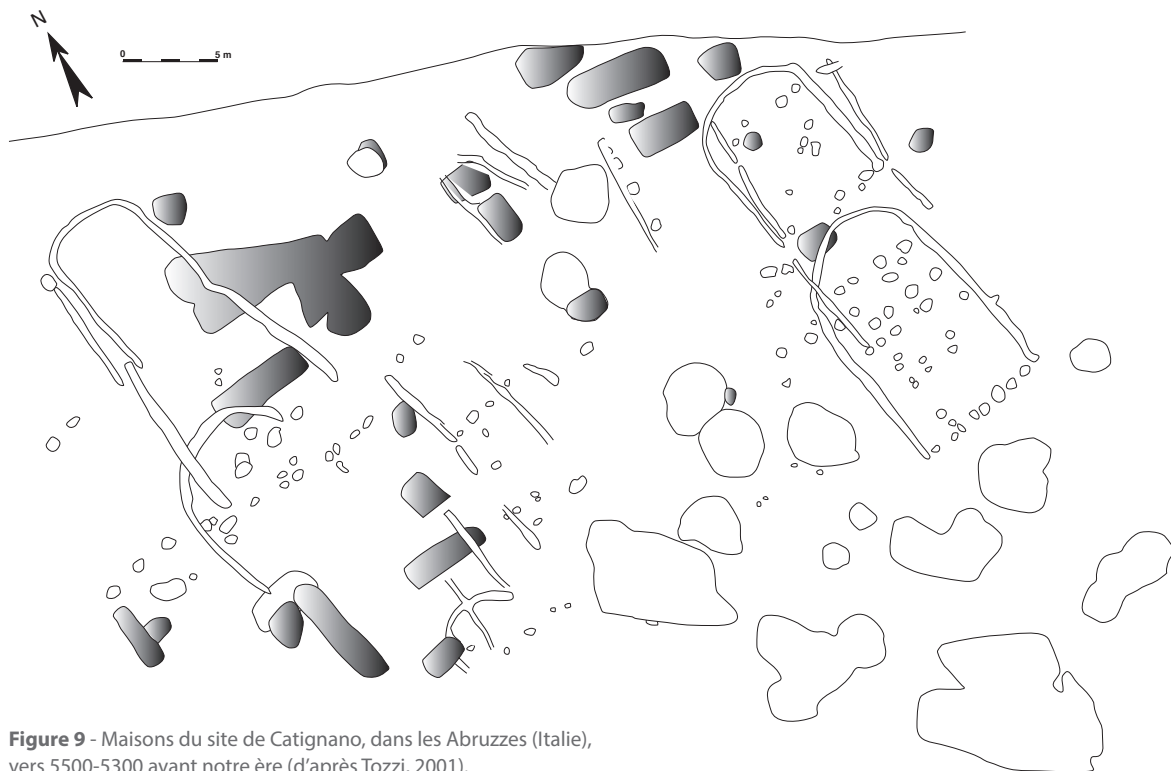 N
0 5 m
Figure 9 - Maisons du site de Catignano, dans les Abruzzes (Italie),
vers 5500-5300 avant notre ère (d'après Tozzi, 2001).